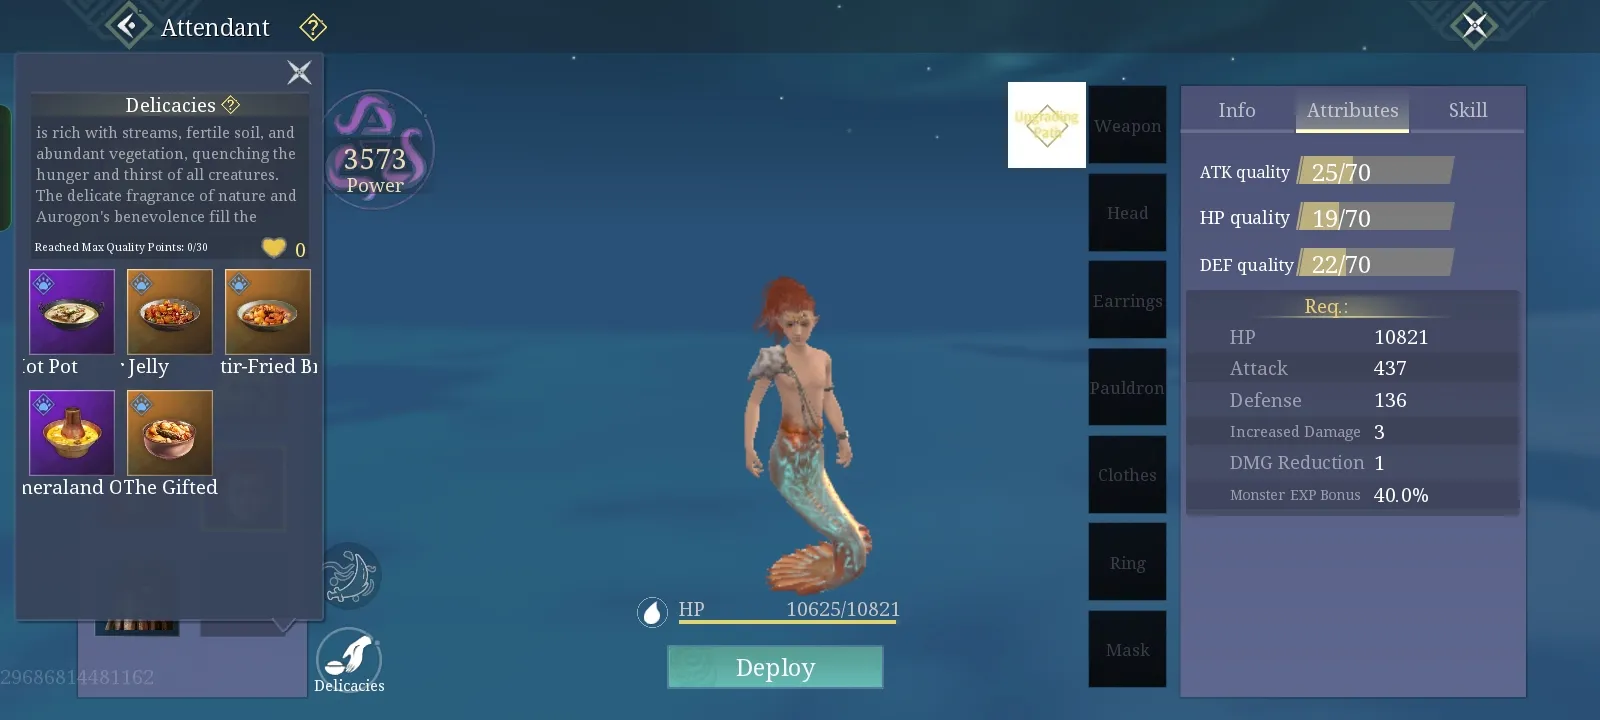 Attendant
Delicacies
is rich with streams, fertile soil, and
abundant vegetation, quenching the
hunger and thirst of all creatures.
The delicate fragrance of nature and
Aurogon's benevolence fill the
Reached Max Quality Points: 0/30
0
ot Pot
Jelly
tir-Fried Br
neraland O
The Gifted
3573
Power
Delicacies
29686814481162
HP
10625/10821
Deploy
Upgrading
Path
Weapon
Head
Earrings
Pauldron
Clothes
Ring
Mask
Info
Attributes
Skill
ATK quality 25/70
HP quality 19/70
DEF quality 22/70
Req.:
HP 10821
Attack 437
Defense 136
Increased Damage 3
DMG Reduction 1
Monster EXP Bonus 40.0%